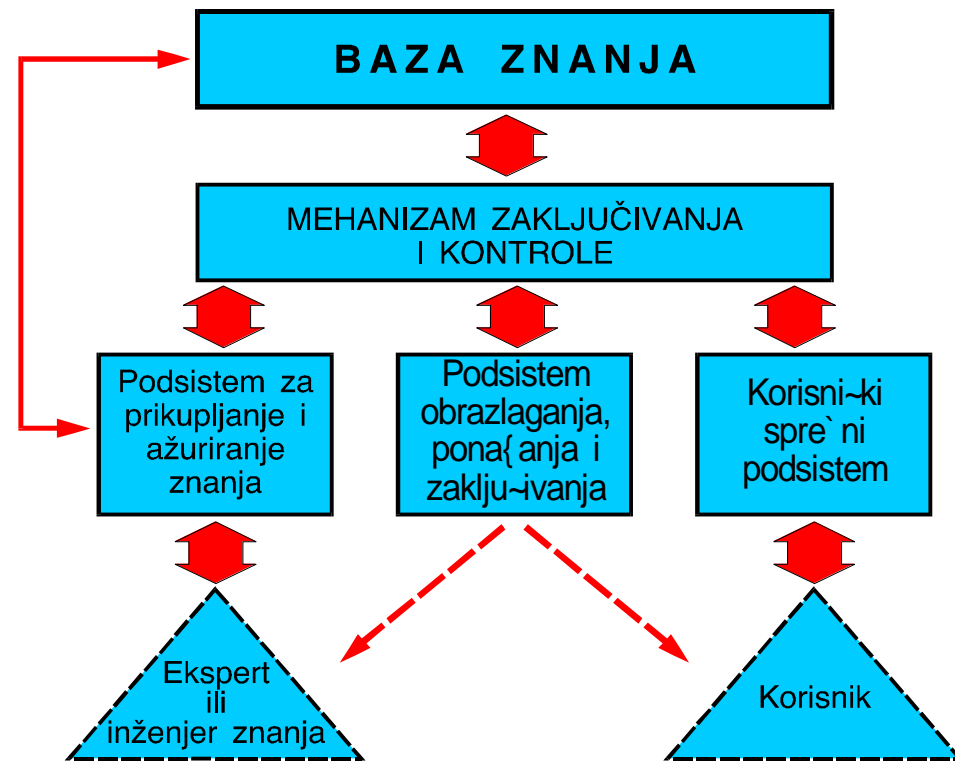 BAZA ZNANJA
MEHANIZAM ZAKLJUČIVANJA
I KONTROLE
Podsistem za
prikupljanje i
ažuriranje
znanja
Podsistem
obrazlaganja,
pona{anja i
zaklju~ivanja
Korisni~ki
spre`ni
podsistem
Ekspert
ili
inženjer znanja
Korisnik